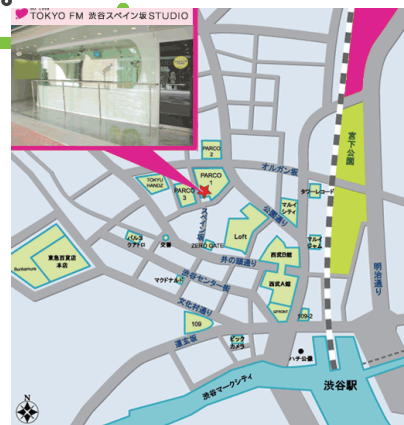 TOKYO FM 渋谷スペイン坂STUDIO
PARCO
2
オルガン坂
宮下公園
TOKYU
HANDZ
PARCO
1
PARCO
3
タワーレコード
スペイン坂
公園通り
マルイ
シティ
パルコ
クアトロ
交番
ZERO GATE
Loft
マルイ
ジャム
明治通り
東急百貨店
本店
Bunkamura
井の頭通り
西武B館
マクドナルド
渋谷センター街
西武A館
文化村通り
109
109-2
道玄坂
ビック
カメラ
ハチ公像
渋谷マークシティ
渋谷駅
N